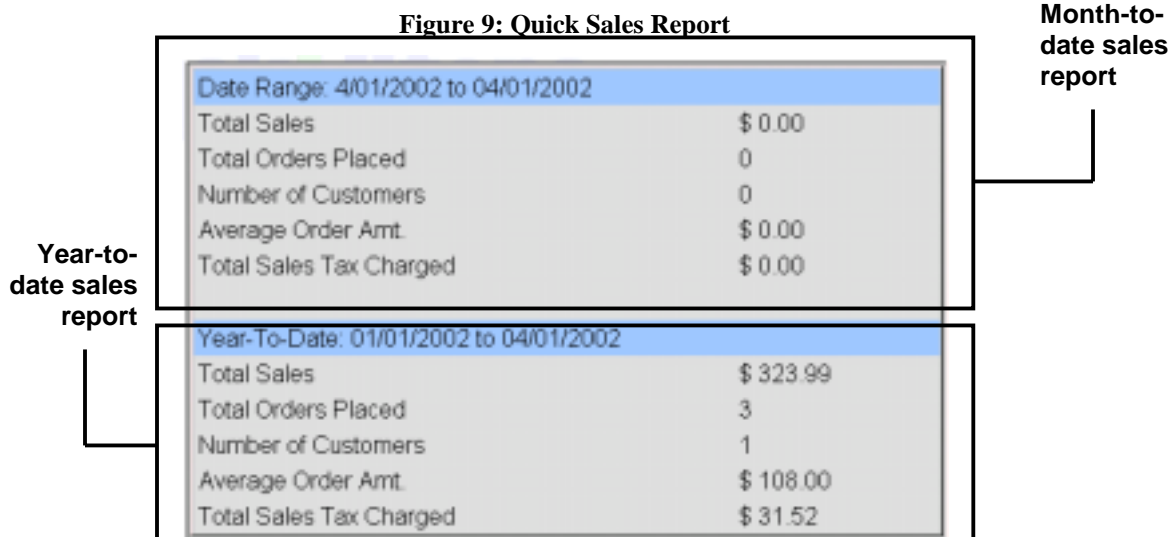 Figure 9: Quick Sales Report
Month-to-
date sales
report
Date Range: 4/01/2002 to 04/01/2002
Total Sales $ 0.00
Total Orders Placed 0
Number of Customers 0
Average Order Amt. $ 0.00
Total Sales Tax Charged $ 0.00
Year-to-
date sales
report
Year-To-Date: 01/01/2002 to 04/01/2002
Total Sales $ 323.99
Total Orders Placed 3
Number of Customers 1
Average Order Amt. $ 108.00
Total Sales Tax Charged $ 31.52